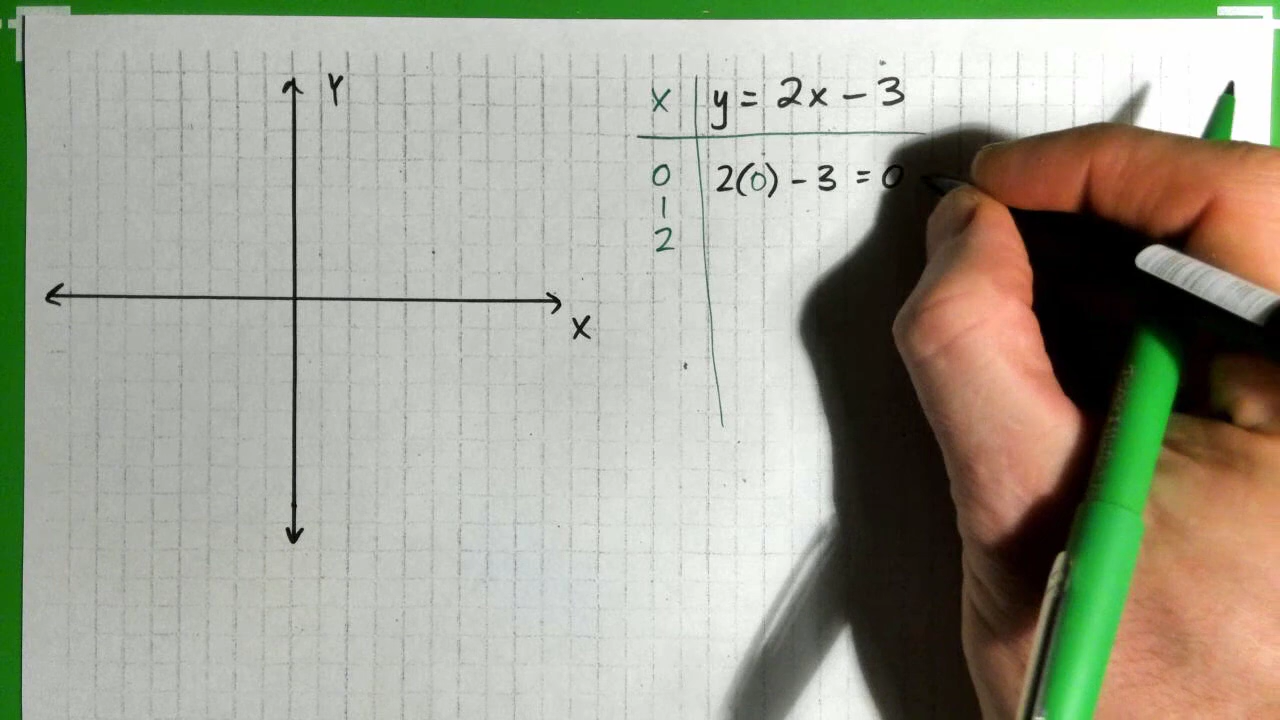 Y
x y = 2x - 3
0 2(0) - 3 = 0
1
2
X